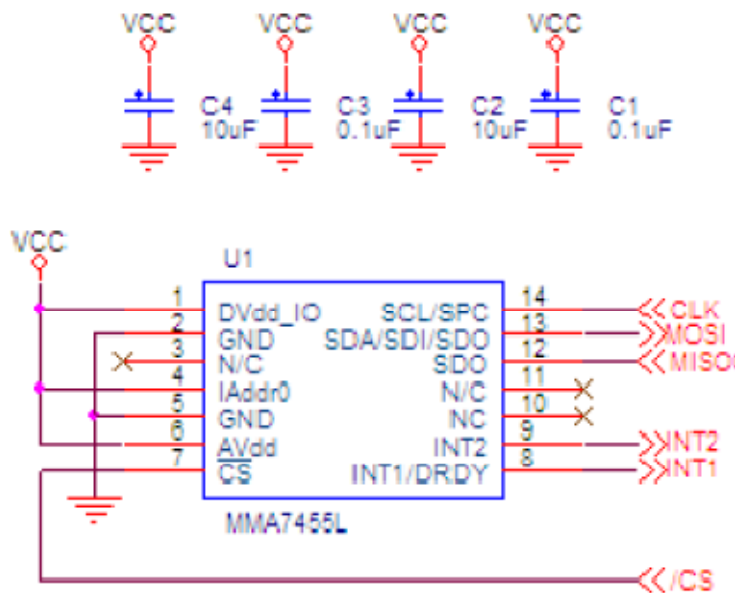 VCC VCC VCC VCC
C4 C3 C2 C1
10uF 0.1uF 10uF 0.1uF
VCC
U1
1 DVdd_IO SCL/SPC 14 CLK
2 GND SDA/SDI/SDO 13 MOSI
3 N/C SDO 12 MISO
4 IAddr0 N/C 11
5 GND NC 10
6 AVdd INT2 9 INT2
7 CS INT1/DRDY 8 INT1
MMA7455L
/CS